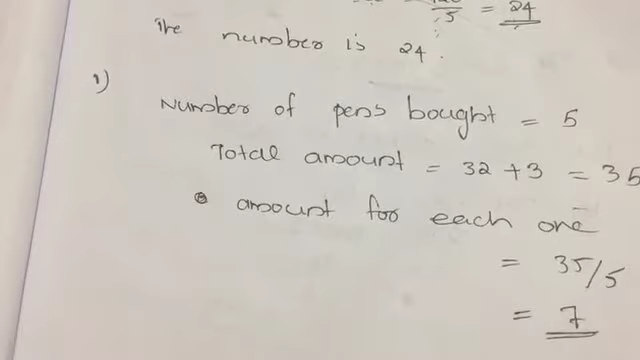 5 = 24
The number is 24.
1)
Number of pens bought = 5
Total amount = 32 + 3 = 35
amount for each one
= 35/5
= 7